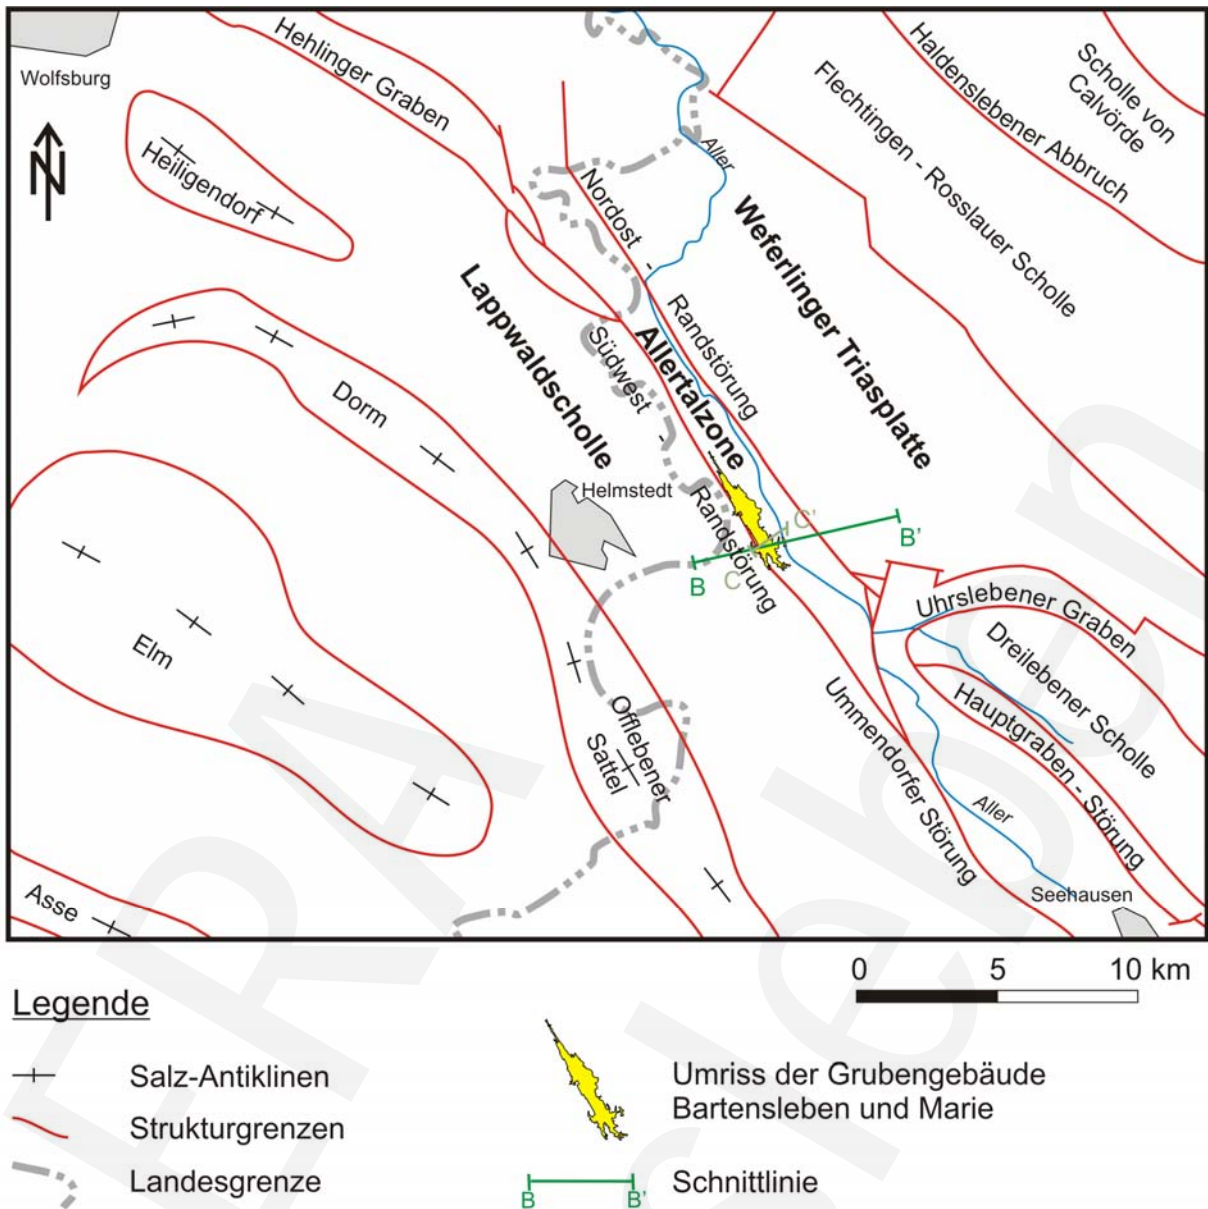 Wolfsburg
N
Hehlinger Graben
Heiligendorf
Haldenslebener Abbruch
Scholle von
Calvörde
Flechtingen - Rosslauer Scholle
Aller
Nordost -
Randstörung
Weferlinger Triasplatte
Lappwaldscholle
Allertalzone
Südwest -
Randstörung
Dorm
Helmstedt
C'
B'
B
C
Elm
Uhrslebener Graben
Dreilebener Scholle
Hauptgraben - Störung
Ummendorfer Störung
Offlebener
Sattel
Aller
Seehausen
Asse
0 5 10 km
Legende
Salz-Antiklinen
Strukturgrenzen
Landesgrenze
Umriss der Grubengebäude
Bartensleben und Marie
B B'
Schnittlinie